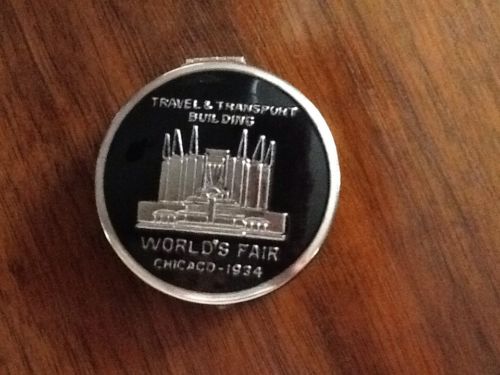 TRAVEL & TRANSPORT
BUILDING
WORLD'S FAIR
CHICAGO - 1934